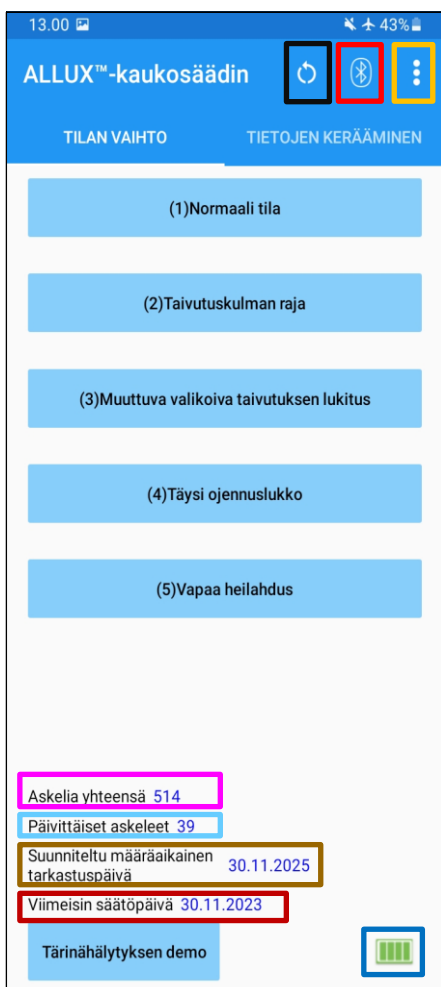 13.00 43%
ALLUX™-kaukosäädin
TILAN VAIHTO TIETOJEN KERÄÄMINEN
(1)Normaali tila
(2)Taivutuskulman raja
(3)Muuttuva valikoiva taivutuksen lukitus
(4)Täysi ojennuslukko
(5)Vapaa heilahdus
Askelia yhteensä 514
Päivittäiset askeleet 39
Suunniteltu määräaikainen
tarkastuspäivä 30.11.2025
Viimeisin säätöpäivä 30.11.2023
Tärinähälytyksen demo